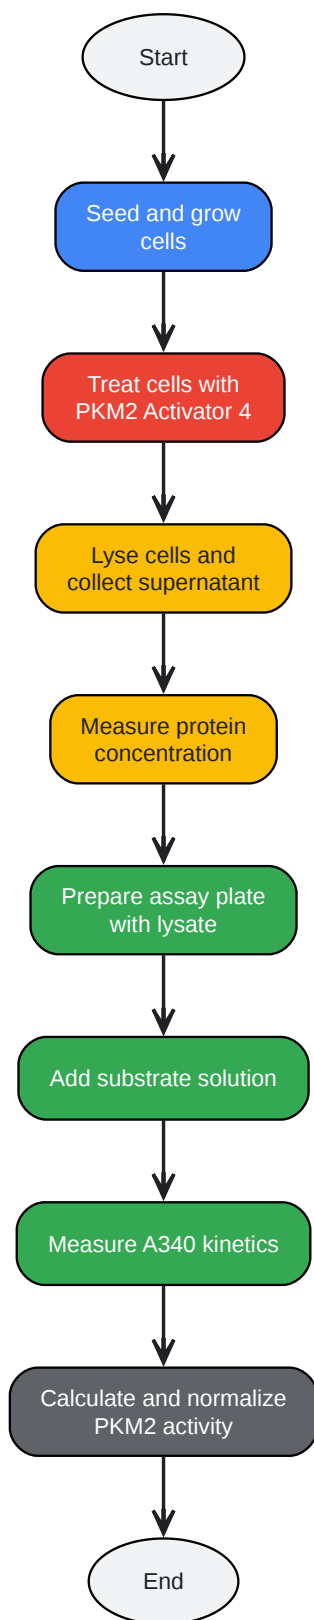 Start
Seed and grow
cells
Treat cells with
PKM2 Activator 4
Lyse cells and
collect supernatant
Measure protein
concentration
Prepare assay plate
with lysate
Add substrate solution
Measure A340 kinetics
Calculate and normalize
PKM2 activity
End